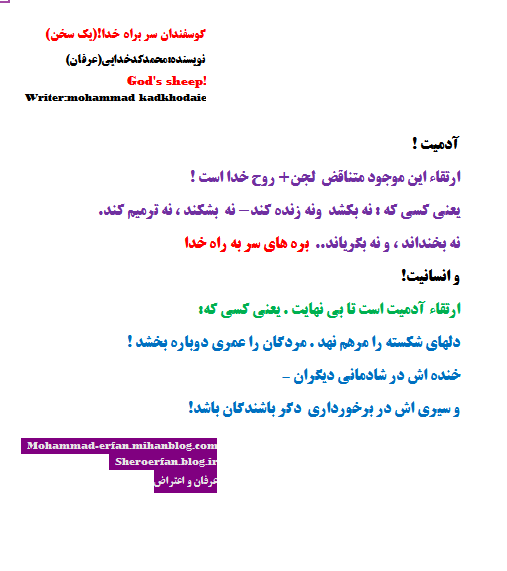 گوسفندان سر براه خدا!(یک سخن)
نویسنده:محمدکدخدایی(عرفان)
God's sheep!
Writer:mohammad kadkhodaie
آدمیت !
ارتقاء این موجود متناقض لجن+ روح خدا است !
یعنی کسی که : نه بکشد ونه زنده کند– نه بشکند ، نه ترمیم کند.
نه بخنداند ، و نه بگریاند.. بره های سر به راه خدا
و انسانیت!
ارتقاء آدمیت است تا بی نهایت . یعنی کسی که:
دلهای شکسته را مرهم نهد . مردگان را عمری دوباره بخشد !
خنده اش در شادمانی دیگران –
و سیری اش در برخورداری دگر باشندگان باشد!
Mohammad-erfan.mihanblog.com
Sheroerfan.blog.ir
عرفان و اعتراض